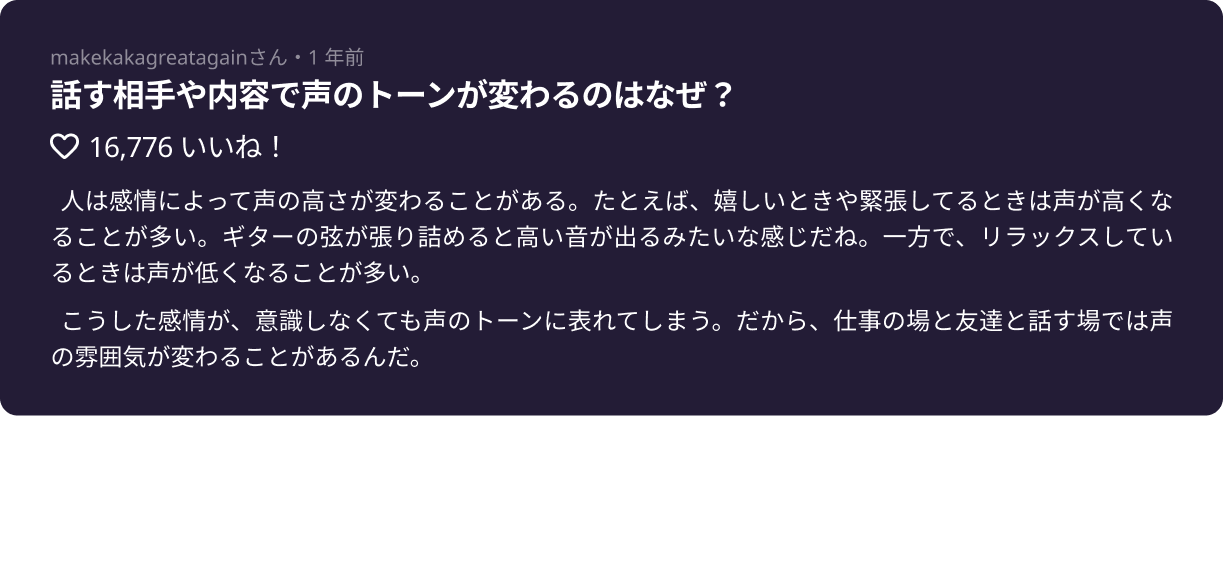 makekakagreatagainさん・1 年前
話す相手や内容で声のトーンが変わるのはなぜ？
16,776 いいね！
人は感情によって声の高さが変わることがある。たとえば、嬉しいときや緊張してるときは声が高くな
ることが多い。ギターの弦が張り詰めると高い音が出るみたいな感じだね。一方で、リラックスしてい
るときは声が低くなることが多い。
こうした感情が、意識しなくても声のトーンに表れてしまう。だから、仕事の場と友達と話す場では声
の雰囲気が変わることがあるんだ。